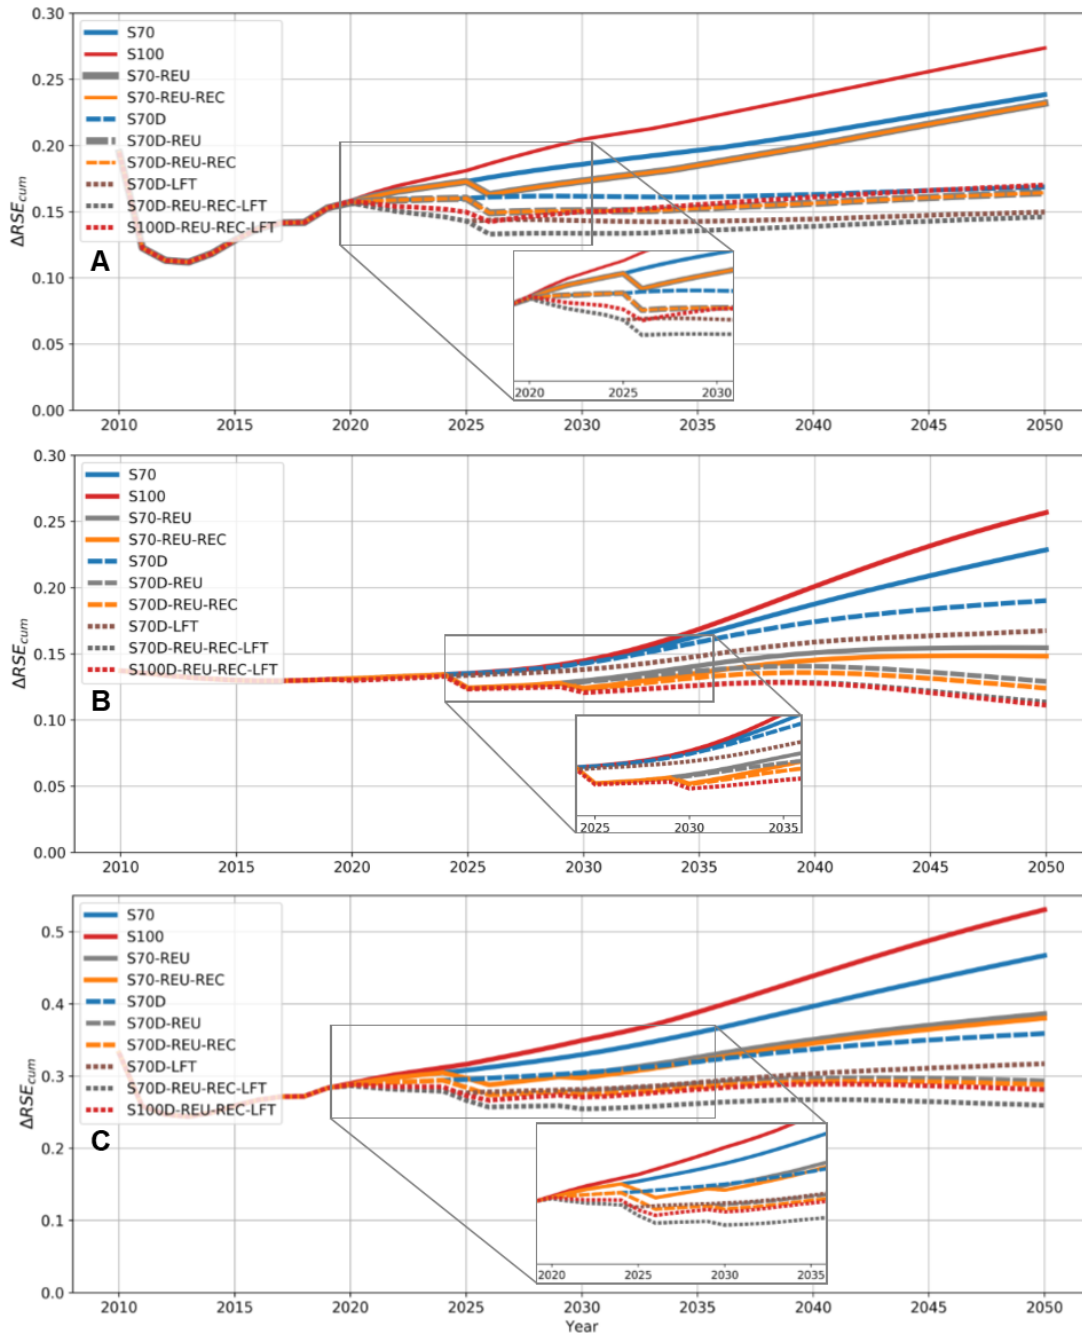 0.30
0.25
0.20
0.15
0.10
0.05
0.00
ΔRSEcum
S70
S100
S70-REU
S70-REU-REC
S70D
S70D-REU
S70D-REU-REC
S70D-LFT
S70D-REU-REC-LFT
S100D-REU-REC-LFT
A
2020 2025 2030
2010 2015 2020 2025 2030 2035 2040 2045 2050
0.30
0.25
0.20
0.15
0.10
0.05
0.00
ΔRSEcum
S70
S100
S70-REU
S70-REU-REC
S70D
S70D-REU
S70D-REU-REC
S70D-LFT
S70D-REU-REC-LFT
S100D-REU-REC-LFT
B
2025 2030 2035
2010 2015 2020 2025 2030 2035 2040 2045 2050
0.5
0.4
0.3
0.2
0.1
0.0
ΔRSEcum
S70
S100
S70-REU
S70-REU-REC
S70D
S70D-REU
S70D-REU-REC
S70D-LFT
S70D-REU-REC-LFT
S100D-REU-REC-LFT
C
2020 2025 2030 2035
2010 2015 2020 2025 2030 2035 2040 2045 2050
Year